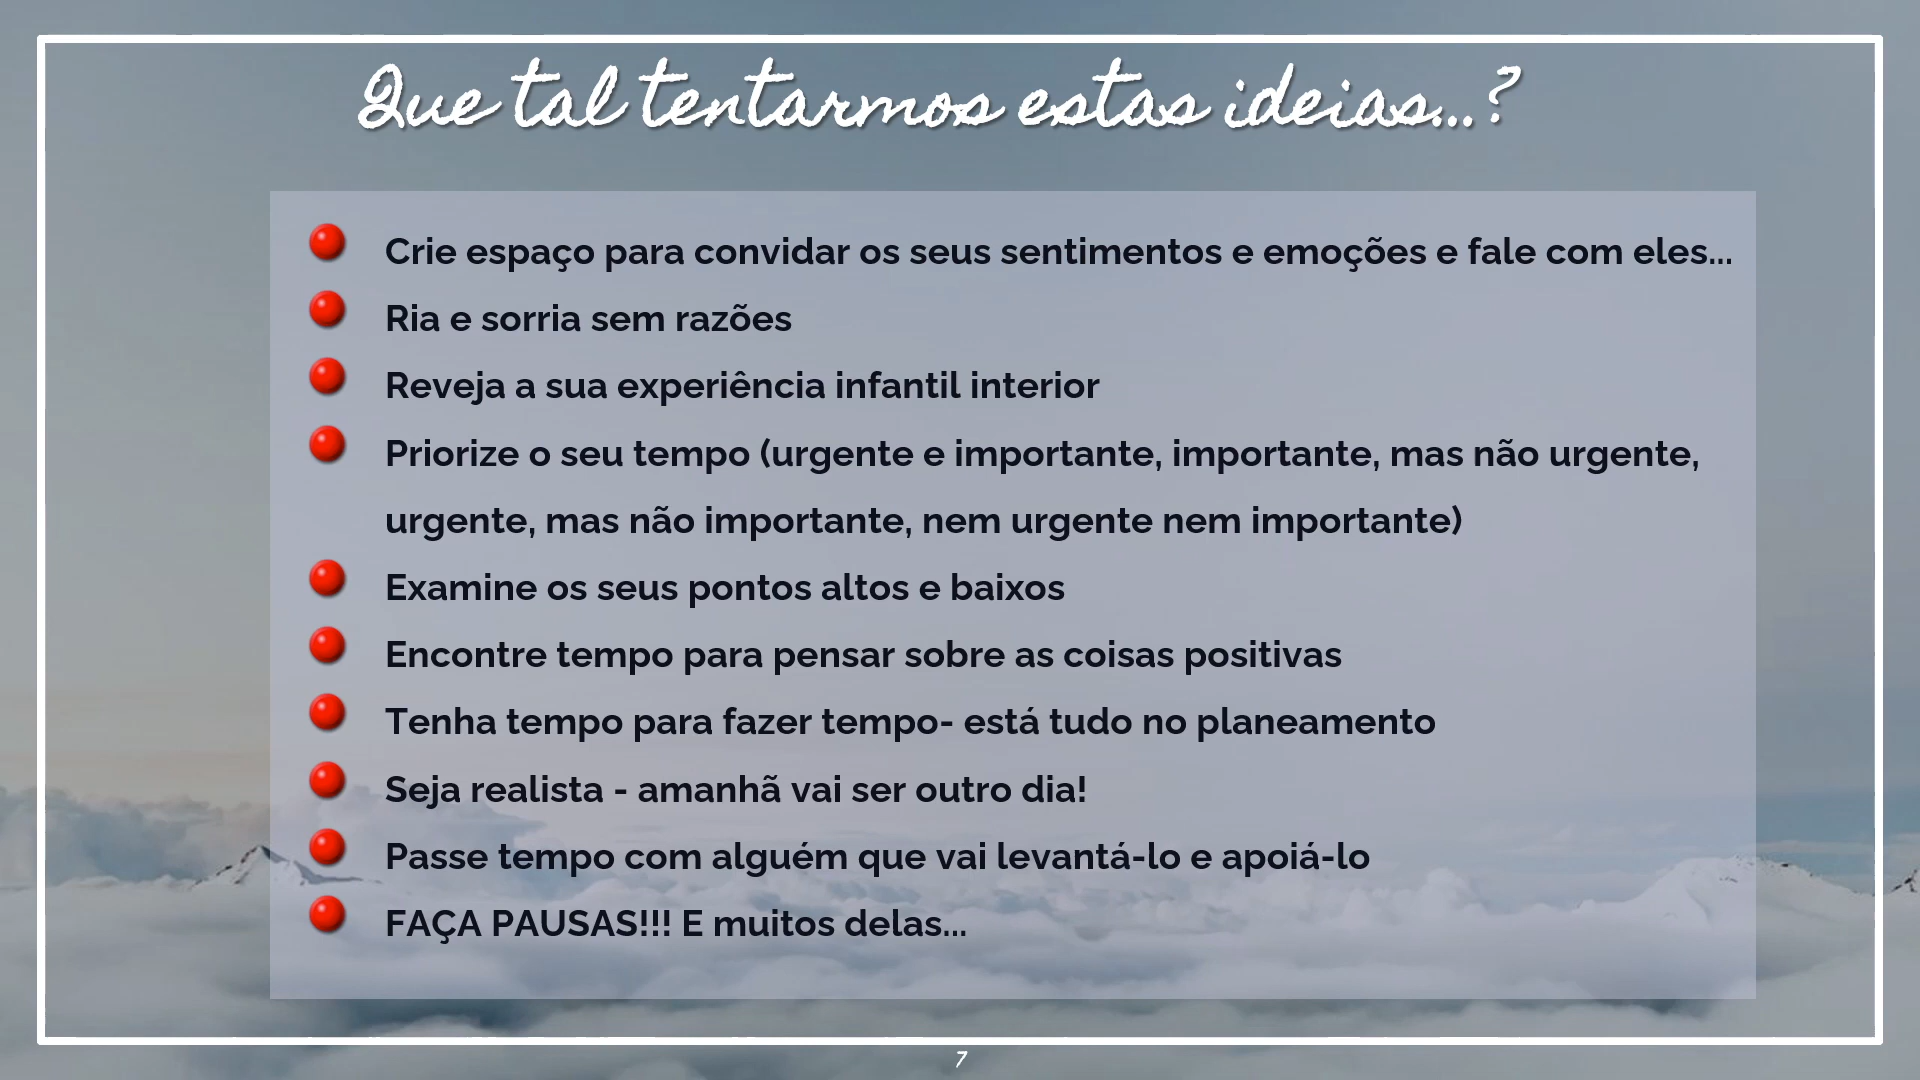 Que tal tentarmos estas ideias...?
Crie espaço para convidar os seus sentimentos e emoções e fale com eles...
Ria e sorria sem razões
Reveja a sua experiência infantil interior
Priorize o seu tempo (urgente e importante, importante, mas não urgente,
urgente, mas não importante, nem urgente nem importante)
Examine os seus pontos altos e baixos
Encontre tempo para pensar sobre as coisas positivas
Tenha tempo para fazer tempo- está tudo no planeamento
Seja realista - amanhã vai ser outro dia!
Passe tempo com alguém que vai levantá-lo e apoiá-lo
FAÇA PAUSAS!!! E muitos delas...
7